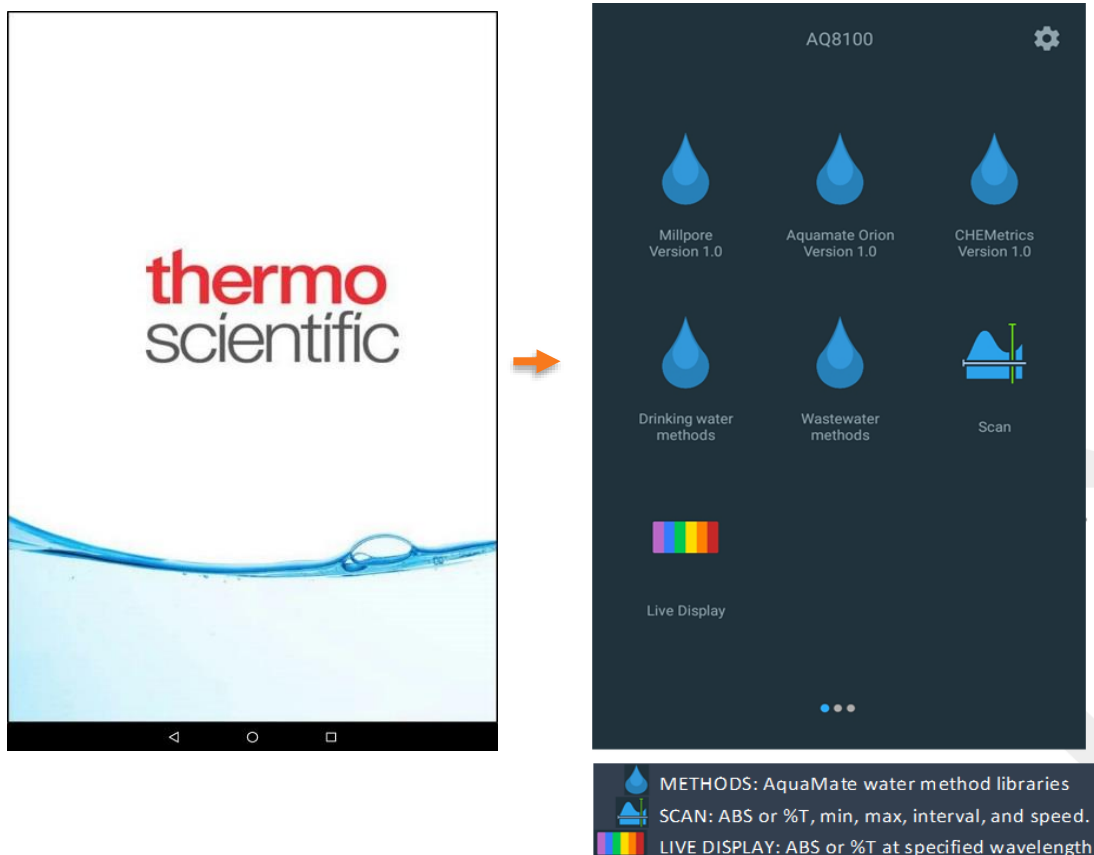 thermo
scientific
AQ8100
Millpore
Version 1.0
Aquamate Orion
Version 1.0
CHEMetrics
Version 1.0
Drinking water
methods
Wastewater
methods
Scan
Live Display
METHODS: AquaMate water method libraries
SCAN: ABS or %T, min, max, interval, and speed.
LIVE DISPLAY: ABS or %T at specified wavelength